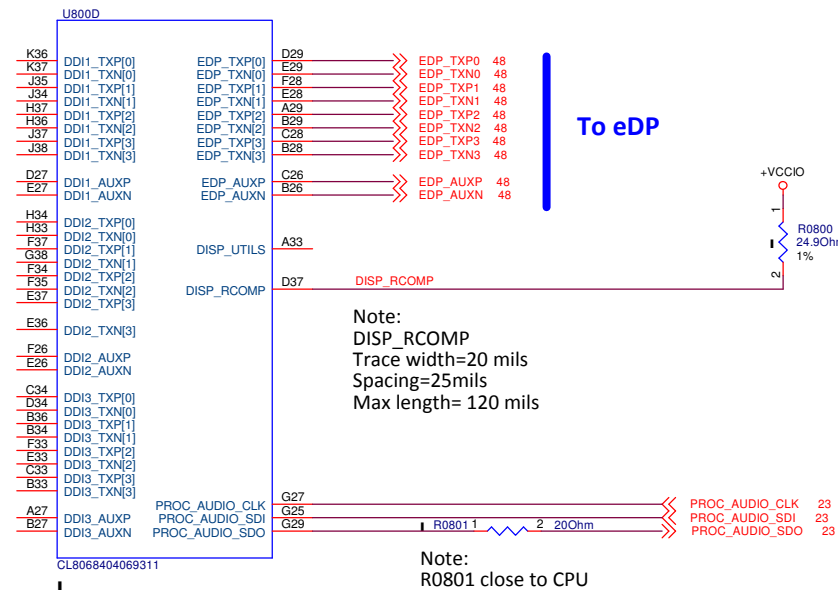 U800D
K36 DDI1_TXP[0] EDP_TXP[0] D29 EDP_TXP0 48
K37 DDI1_TXN[0] EDP_TXN[0] E29 EDP_TXN0 48
J35 DDI1_TXP[1] EDP_TXP[1] F28 EDP_TXP1 48
J34 DDI1_TXN[1] EDP_TXN[1] E28 EDP_TXN1 48
H37 DDI1_TXP[2] EDP_TXP[2] A29 EDP_TXP2 48
H36 DDI1_TXN[2] EDP_TXN[2] B29 EDP_TXN2 48
J37 DDI1_TXP[3] EDP_TXP[3] C28 EDP_TXP3 48
J38 DDI1_TXN[3] EDP_TXN[3] B28 EDP_TXN3 48
To eDP
D27 DDI1_AUXP EDP_AUXP C26 EDP_AUXP 48
E27 DDI1_AUXN EDP_AUXN B26 EDP_AUXN 48
+VCCIO
H34 DDI2_TXP[0]
H33 DDI2_TXN[0]
F37 DDI2_TXP[1] DISP_UTILS A33
G38 DDI2_TXN[1]
F34 DDI2_TXP[2]
F35 DDI2_TXN[2] DISP_RCOMP D37 DISP_RCOMP
E37 DDI2_TXP[3]
1
R0800
24.9Ohm
1%
2
E36 DDI2_TXN[3]
F26 DDI2_AUXP
E26 DDI2_AUXN
Note:
DISP_RCOMP
Trace width=20 mils
Spacing=25mils
Max length= 120 mils
C34 DDI3_TXP[0]
D34 DDI3_TXN[0]
B36 DDI3_TXP[1]
B34 DDI3_TXN[1]
F33 DDI3_TXP[2]
E33 DDI3_TXN[2]
C33 DDI3_TXP[3]
B33 DDI3_TXN[3]
PROC_AUDIO_CLK G27 PROC_AUDIO_CLK 23
A27 DDI3_AUXP PROC_AUDIO_SDI G25 PROC_AUDIO_SDI 23
B27 DDI3_AUXN PROC_AUDIO_SDO G29 R0801 1 2 20Ohm PROC_AUDIO_SDO 23
CL8068404069311
Note:
R0801 close to CPU